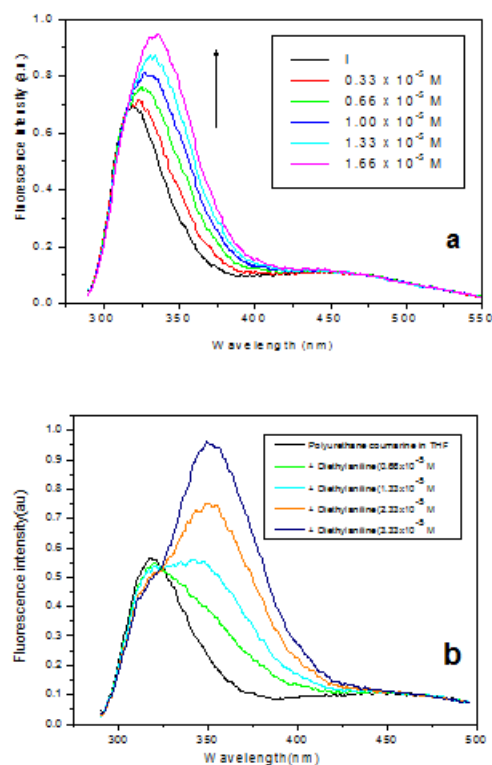 1.0
0.8
0.6
0.4
0.2
0.0
Fluorescence intensity (a.u.)
I
0.33 x 10⁻⁵ M
0.66 x 10⁻⁵ M
1.00 x 10⁻⁵ M
1.33 x 10⁻⁵ M
1.66 x 10⁻⁵ M
a
300 350 400 450 500 550
Wavelength (nm)
1.0
0.9
0.8
0.7
0.6
0.5
0.4
0.3
0.2
0.1
0.0
Fluorescence intensity(au)
Polyurethane coumarine in THF
+ Diethylaniline(0.66x10⁻⁵ M
+ Diethylaniline(1.33x10⁻⁵ M
+ Diethylaniline(2.33x10⁻⁵ M
+ Diethylaniline(3.33x10⁻⁵ M
b
300 350 400 450 500
Wavelength(nm)